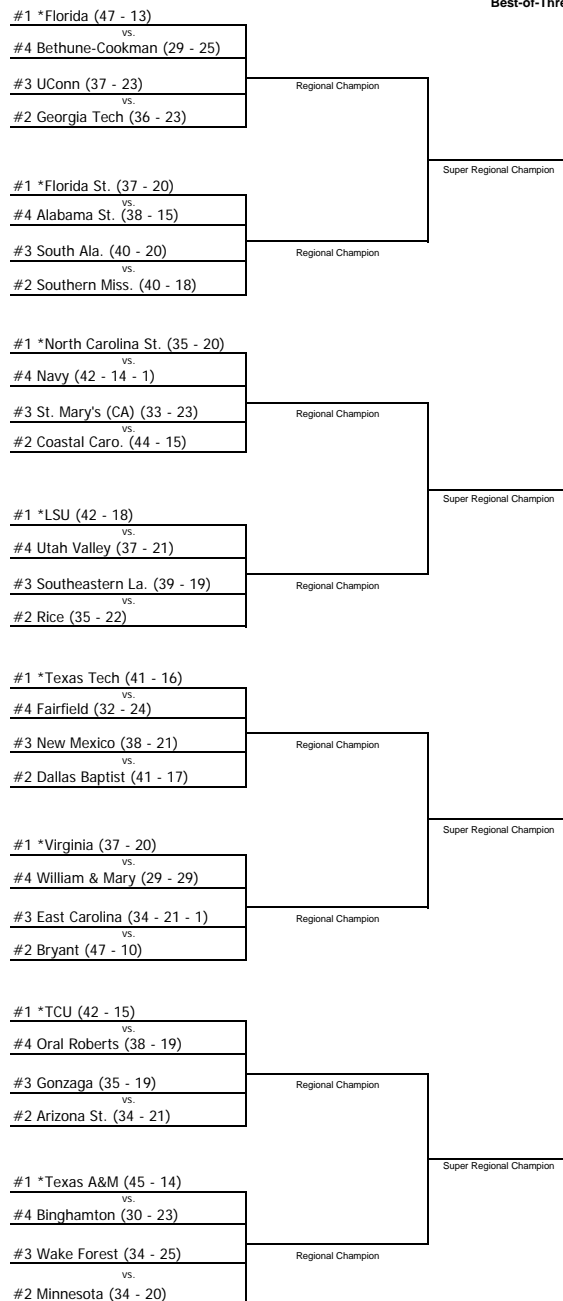 Best-of-Thre
#1 *Florida (47 - 13)
vs.
#4 Bethune-Cookman (29 - 25)
#3 UConn (37 - 23)
Regional Champion
vs.
#2 Georgia Tech (36 - 23)
Super Regional Champion
#1 *Florida St. (37 - 20)
vs.
#4 Alabama St. (38 - 15)
#3 South Ala. (40 - 20)
Regional Champion
vs.
#2 Southern Miss. (40 - 18)
#1 *North Carolina St. (35 - 20)
vs.
#4 Navy (42 - 14 - 1)
#3 St. Mary's (CA) (33 - 23)
Regional Champion
vs.
#2 Coastal Caro. (44 - 15)
Super Regional Champion
#1 *LSU (42 - 18)
vs.
#4 Utah Valley (37 - 21)
#3 Southeastern La. (39 - 19)
Regional Champion
vs.
#2 Rice (35 - 22)
#1 *Texas Tech (41 - 16)
vs.
#4 Fairfield (32 - 24)
#3 New Mexico (38 - 21)
Regional Champion
vs.
#2 Dallas Baptist (41 - 17)
Super Regional Champion
#1 *Virginia (37 - 20)
vs.
#4 William & Mary (29 - 29)
#3 East Carolina (34 - 21 - 1)
Regional Champion
vs.
#2 Bryant (47 - 10)
#1 *TCU (42 - 15)
vs.
#4 Oral Roberts (38 - 19)
#3 Gonzaga (35 - 19)
Regional Champion
vs.
#2 Arizona St. (34 - 21)
Super Regional Champion
#1 *Texas A&M (45 - 14)
vs.
#4 Binghamton (30 - 23)
#3 Wake Forest (34 - 25)
Regional Champion
vs.
#2 Minnesota (34 - 20)